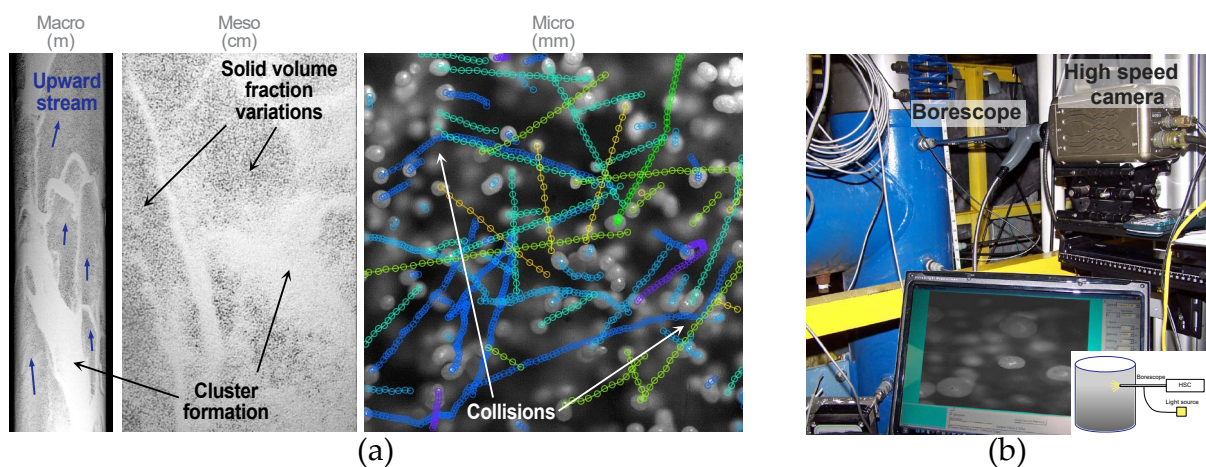 Macro
(m)
Meso
(cm)
Micro
(mm)
Upward
stream
Solid volume
fraction
variations
Cluster
formation
Collisions
(a)
High speed
camera
Borescope
Borescope
HSC
Light source
(b)